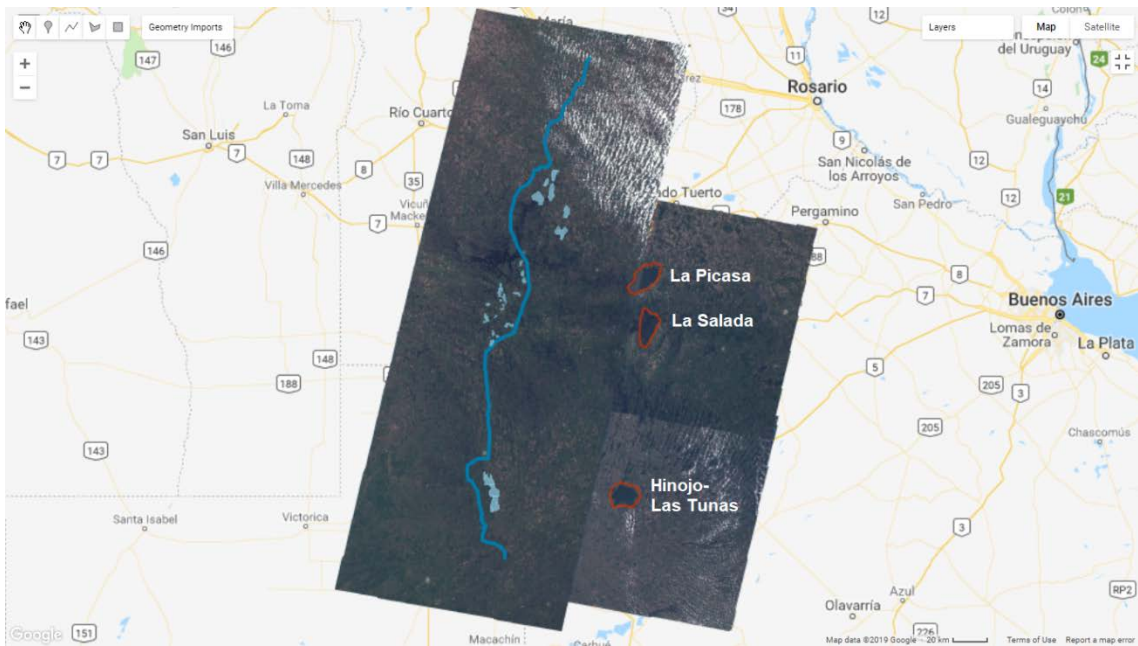 Geometry Imports
Layers
Map
Satellite
María
Colón
Concepción
del Uruguay
146
147
12
11
24
14
Rosario
La Toma
Río Cuarto
178
Gualeguaychú
San Luis
7
7
7
148
8
35
9
San Nicolás de
los Arroyos
12
12
Villa Mercedes
Vicuñ
Macke
7
do Tuerto
San Pedro
21
Pergamino
146
88
La Picasa
8
7
La Salada
Buenos Aires
fael
Lomas de
Zamora
La Plata
143
148
188
5
205
3
143
205
Chascomús
Hinojo-
Las Tunas
Santa Isabel
Victorica
3
Azul
Olavarría
RP2
226
151
Macachín
Carhué
Google
Map data ©2019 Google
20 km
Terms of Use
Report a map error